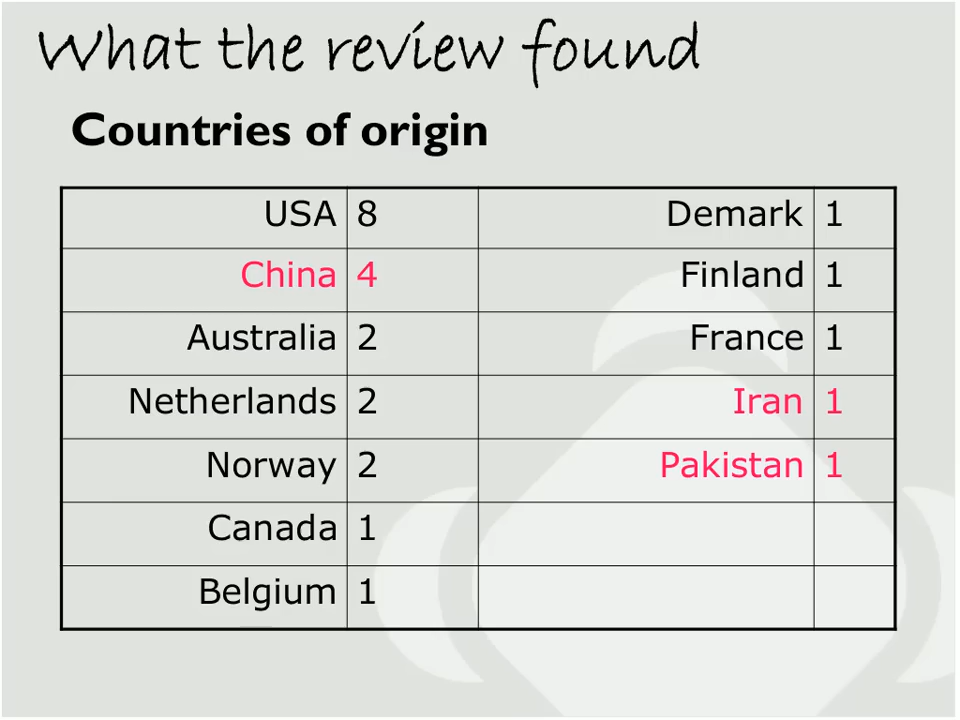 What the review found
Countries of origin
USA 8 Demark 1
China 4 Finland 1
Australia 2 France 1
Netherlands 2 Iran 1
Norway 2 Pakistan 1
Canada 1
Belgium 1